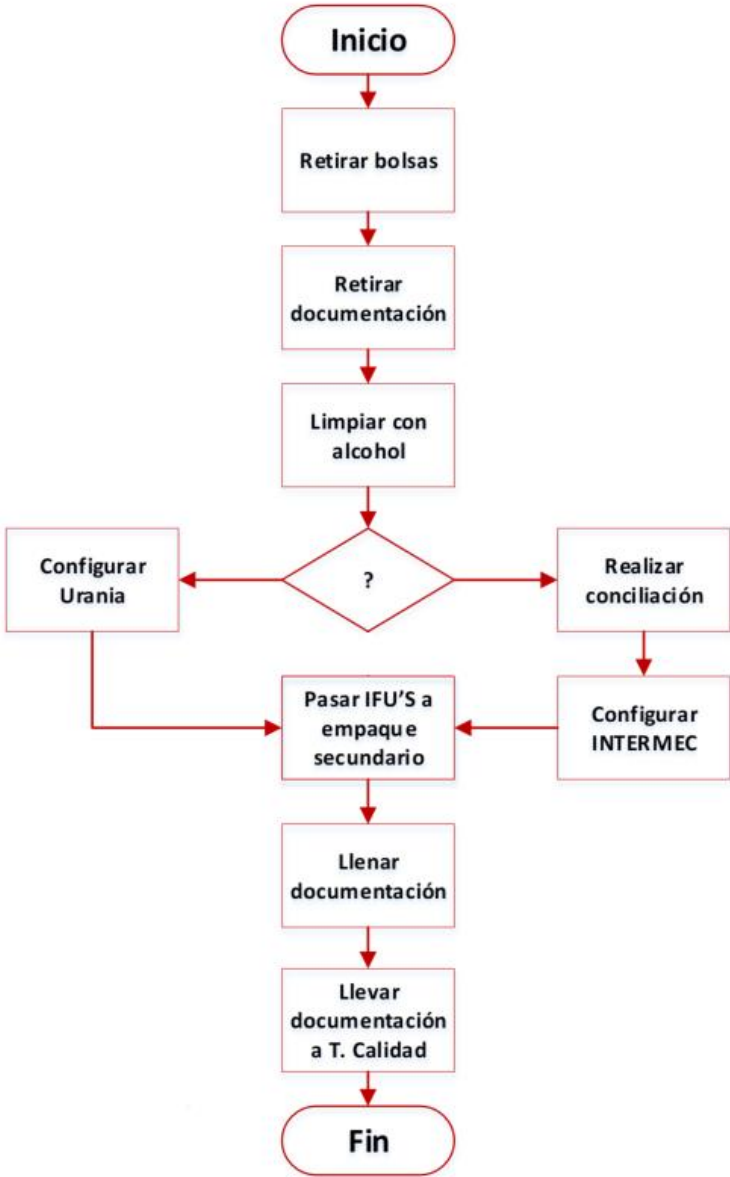 Inicio
Retirar bolsas
Retirar
documentación
Limpiar con
alcohol
Configurar
Urania
?
Realizar
conciliación
Pasar IFU'S a
empaque
secundario
Configurar
INTERMEC
Llenar
documentación
Llevar
documentación
a T. Calidad
Fin